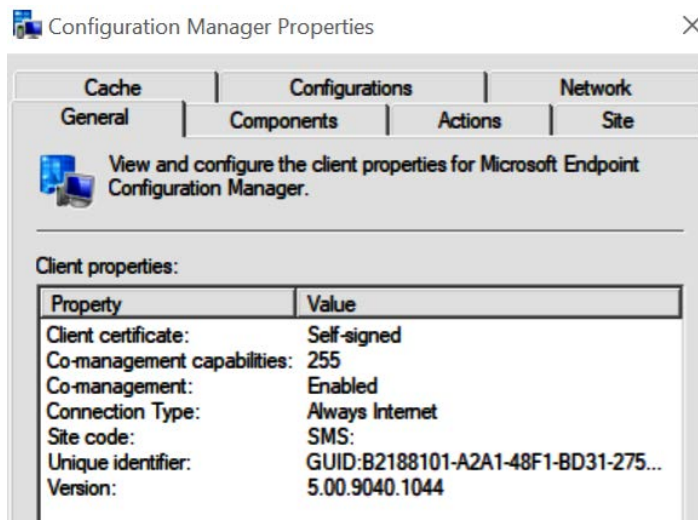 Configuration Manager Properties
Cache Configurations Network
General Components Actions Site
View and configure the client properties for Microsoft Endpoint
Configuration Manager.
Client properties:
Property Value
Client certificate: Self-signed
Co-management capabilities: 255
Co-management: Enabled
Connection Type: Always Internet
Site code: SMS:
Unique identifier: GUID:B2188101-A2A1-48F1-BD31-275...
Version: 5.00.9040.1044